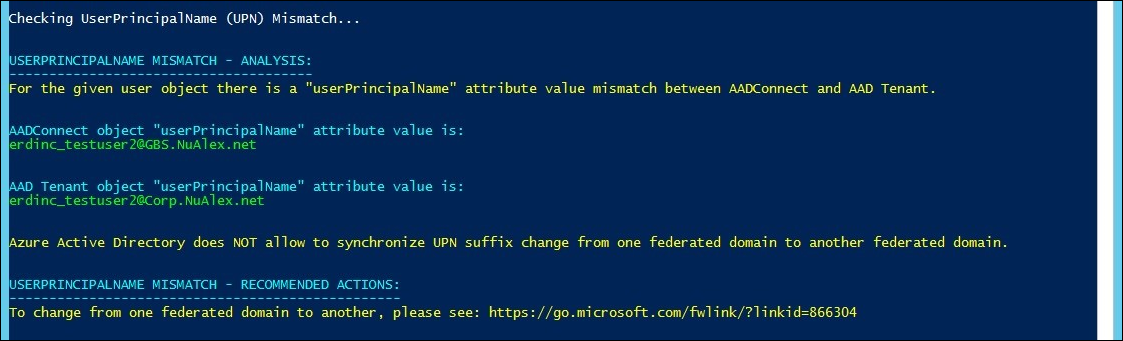 Checking UserPrincipalName (UPN) Mismatch...
USERPRINCIPALNAME MISMATCH - ANALYSIS:
--------------------------------------
For the given user object there is a "userPrincipalName" attribute value mismatch between AADConnect and AAD Tenant.
AADConnect object "userPrincipalName" attribute value is:
erdinc_testuser2@GBS.NuAlex.net
AAD Tenant object "userPrincipalName" attribute value is:
erdinc_testuser2@Corp.NuAlex.net
Azure Active Directory does NOT allow to synchronize UPN suffix change from one federated domain to another federated domain.
USERPRINCIPALNAME MISMATCH - RECOMMENDED ACTIONS:
-------------------------------------------------
To change from one federated domain to another, please see: https://go.microsoft.com/fwlink/?linkid=866304